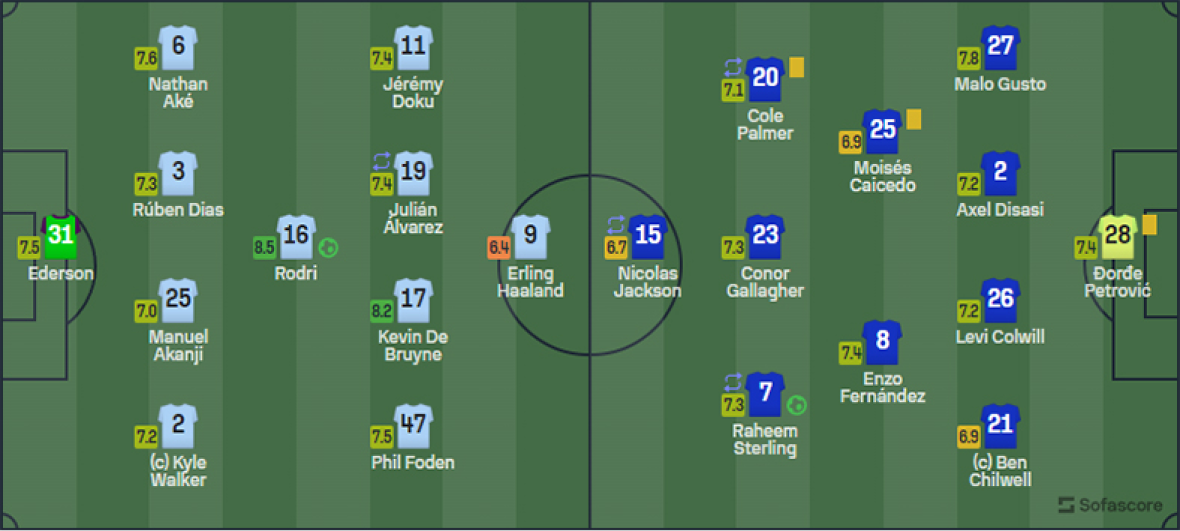 31
7.5
Ederson
6
7.6
Nathan
Aké
3
7.3
Rúben Dias
25
7.0
Manuel
Akanji
2
7.2
(c) Kyle
Walker
16
8.5
Rodri
11
7.4
Jérémy
Doku
19
7.4
Julián
Álvarez
17
8.2
Kevin De
Bruyne
47
7.5
Phil Foden
9
6.4
Erling
Haaland
15
6.7
Nicolas
Jackson
20
7.1
Cole
Palmer
23
7.3
Conor
Gallagher
7
7.3
Raheem
Sterling
25
6.9
Moisés
Caicedo
8
7.4
Enzo
Fernández
27
7.8
Malo Gusto
2
7.2
Axel Disasi
26
7.2
Levi Colwill
21
6.9
(c) Ben
Chilwell
28
7.4
Đorđe
Petrović
Sofascore